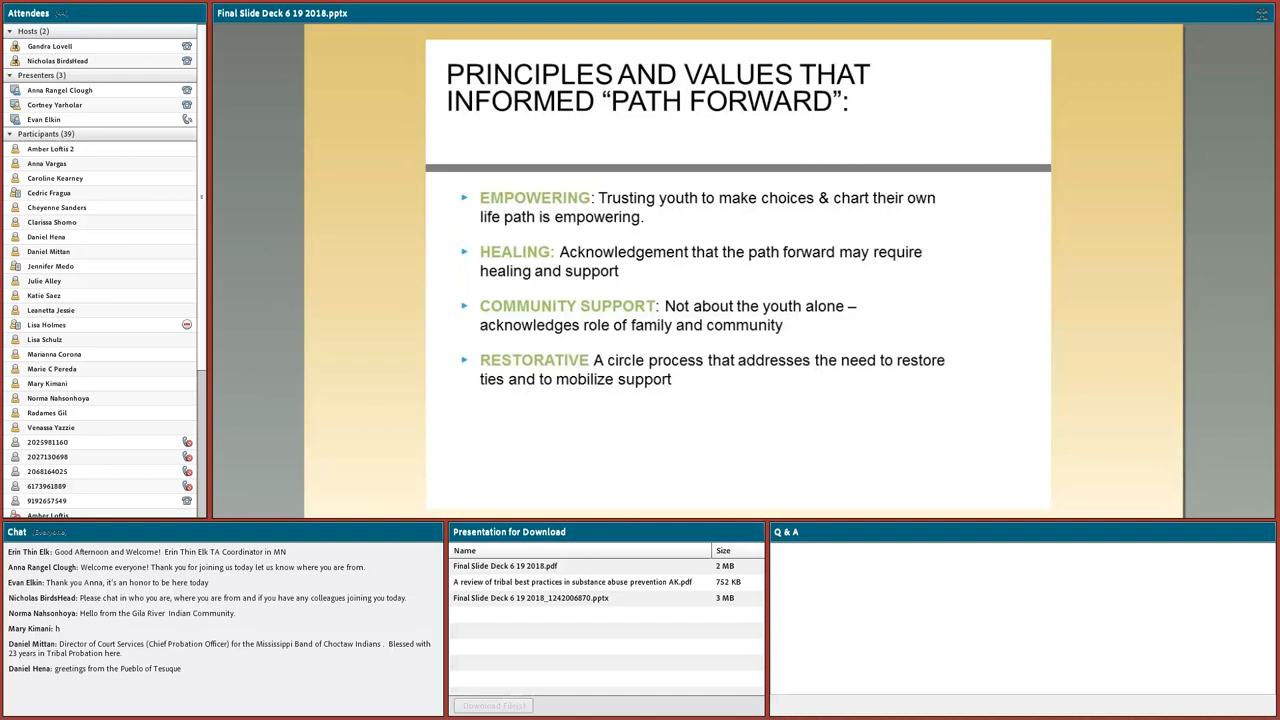 Attendees
Hosts (2)
Gandra Lovell
Nicholas BirdsHead
Presenters (3)
Anna Rangel Clough
Cortney Yarholar
Evan Elkin
Participants (39)
Amber Loftis 2
Anna Vargas
Caroline Kearney
Cedric Fragua
Cheyenne Sanders
Clarissa Shomo
Daniel Hena
Daniel Mittan
Jennifer Medo
Julie Alley
Katie Saez
Leanetta Jessie
Lisa Holmes
Lisa Schulz
Marianna Corona
Marie C Pereda
Mary Kimani
Norma Nahsonhoya
Radames Gil
Venassa Yazzie
2025981160
2027130698
2068164025
6173961889
9192657549
Amber Loftis
Final Slide Deck 6 19 2018.pptx
PRINCIPLES AND VALUES THAT
INFORMED “PATH FORWARD”:
EMPOWERING: Trusting youth to make choices & chart their own
life path is empowering.
HEALING: Acknowledgement that the path forward may require
healing and support
COMMUNITY SUPPORT: Not about the youth alone –
acknowledges role of family and community
RESTORATIVE A circle process that addresses the need to restore
ties and to mobilize support
Chat (Everyone)
Erin Thin Elk: Good Afternoon and Welcome! Erin Thin Elk TA Coordinator in MN
Anna Rangel Clough: Welcome everyone! Thank you for joining us today let us know where you are from.
Evan Elkin: Thank you Anna, it's an honor to be here today
Nicholas BirdsHead: Please chat in who you are, where you are from and if you have any colleagues joining you today.
Norma Nahsonhoya: Hello from the Gila River Indian Community.
Mary Kimani: h
Daniel Mittan: Director of Court Services (Chief Probation Officer) for the Mississippi Band of Choctaw Indians . Blessed with
23 years in Tribal Probation here.
Daniel Hena: greetings from the Pueblo of Tesuque
Presentation for Download
Name Size
Final Slide Deck 6 19 2018.pdf 2 MB
A review of tribal best practices in substance abuse prevention AK.pdf 752 KB
Final Slide Deck 6 19 2018_1242006870.pptx 3 MB
Download File(s)
Q & A